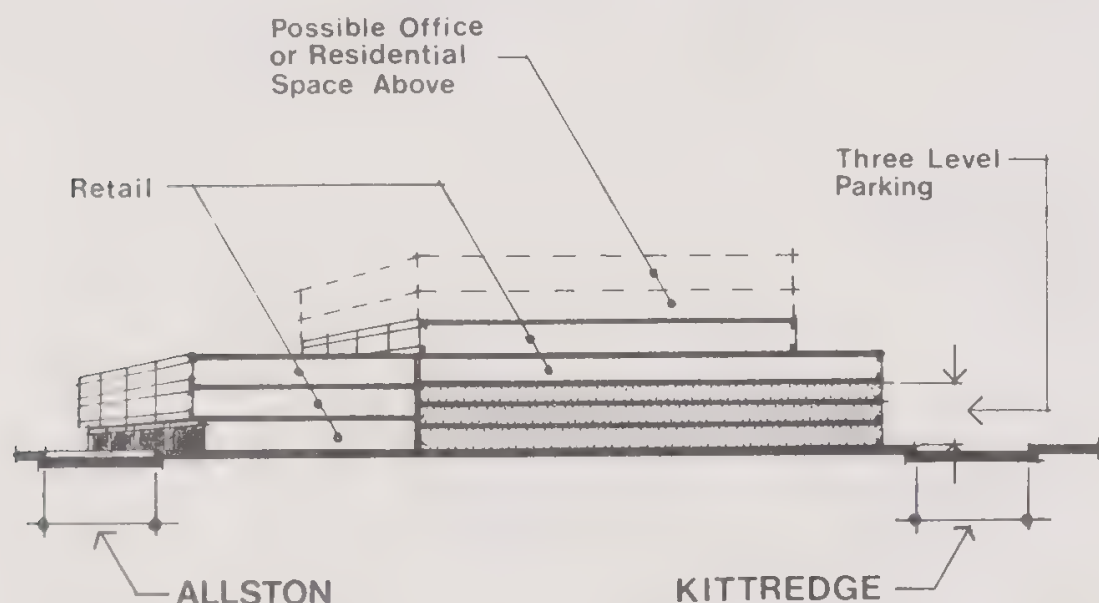 Possible Office
or Residential
Space Above
Three Level
Parking
Retail
ALLSTON
KITTREDGE